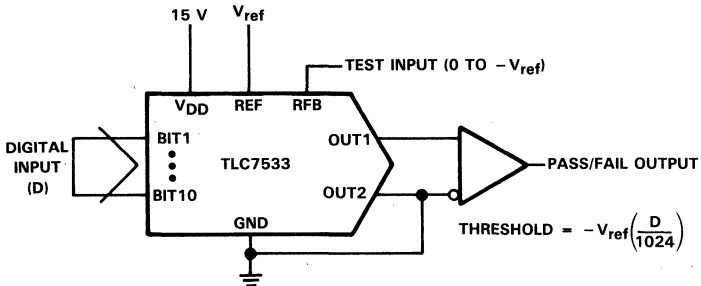 15 V
Vref
TEST INPUT (0 TO −Vref)
VDD
REF
RFB
DIGITAL
INPUT
(D)
BIT1
BIT10
TLC7533
OUT1
OUT2
GND
PASS/FAIL OUTPUT
THRESHOLD = −Vref(D/1024)